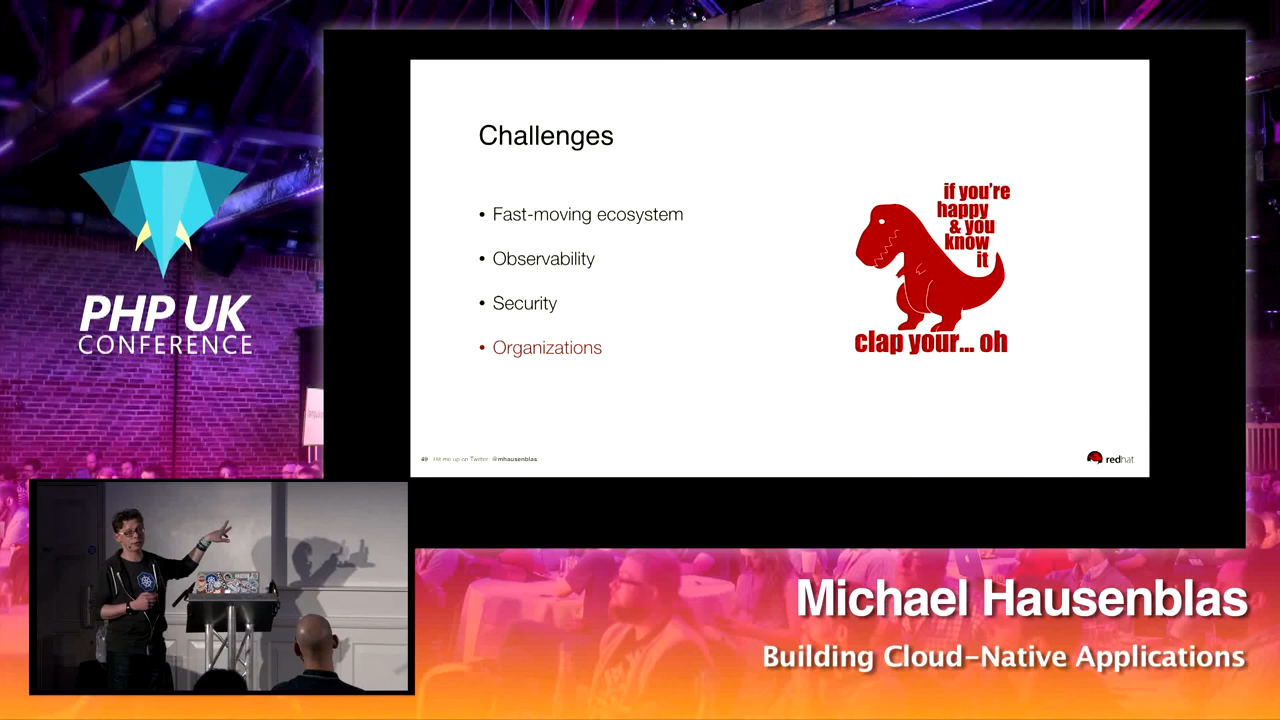 PHP UK
CONFERENCE
Challenges
• Fast-moving ecosystem
• Observability
• Security
• Organizations
if you're
happy
& you
know
it
clap your... oh
49 Hit me up on Twitter: @mhausenblas
redhat
Michael Hausenblas
Building Cloud-Native Applications